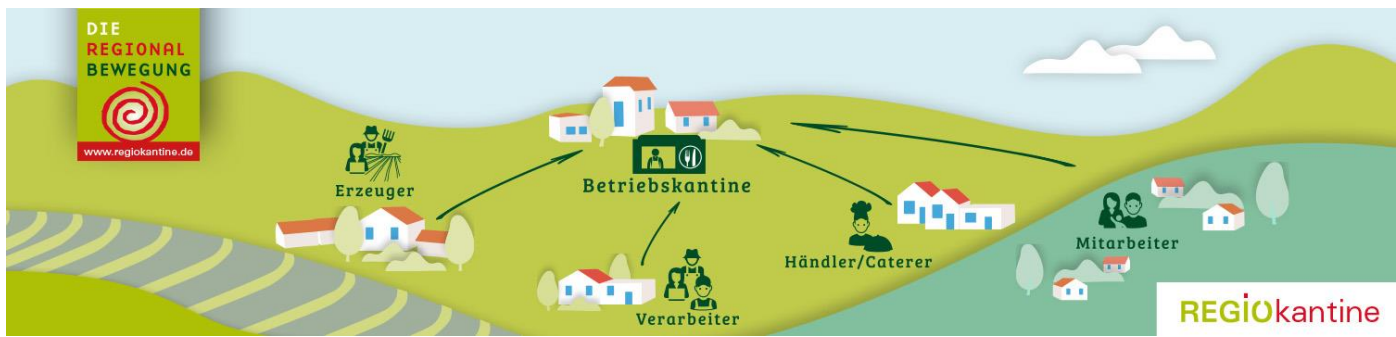 DIE
REGIONAL
BEWEGUNG
www.regiokantine.de
Erzeuger
Betriebskantine
Verarbeiter
Händler/Caterer
Mitarbeiter
REGIOkantine